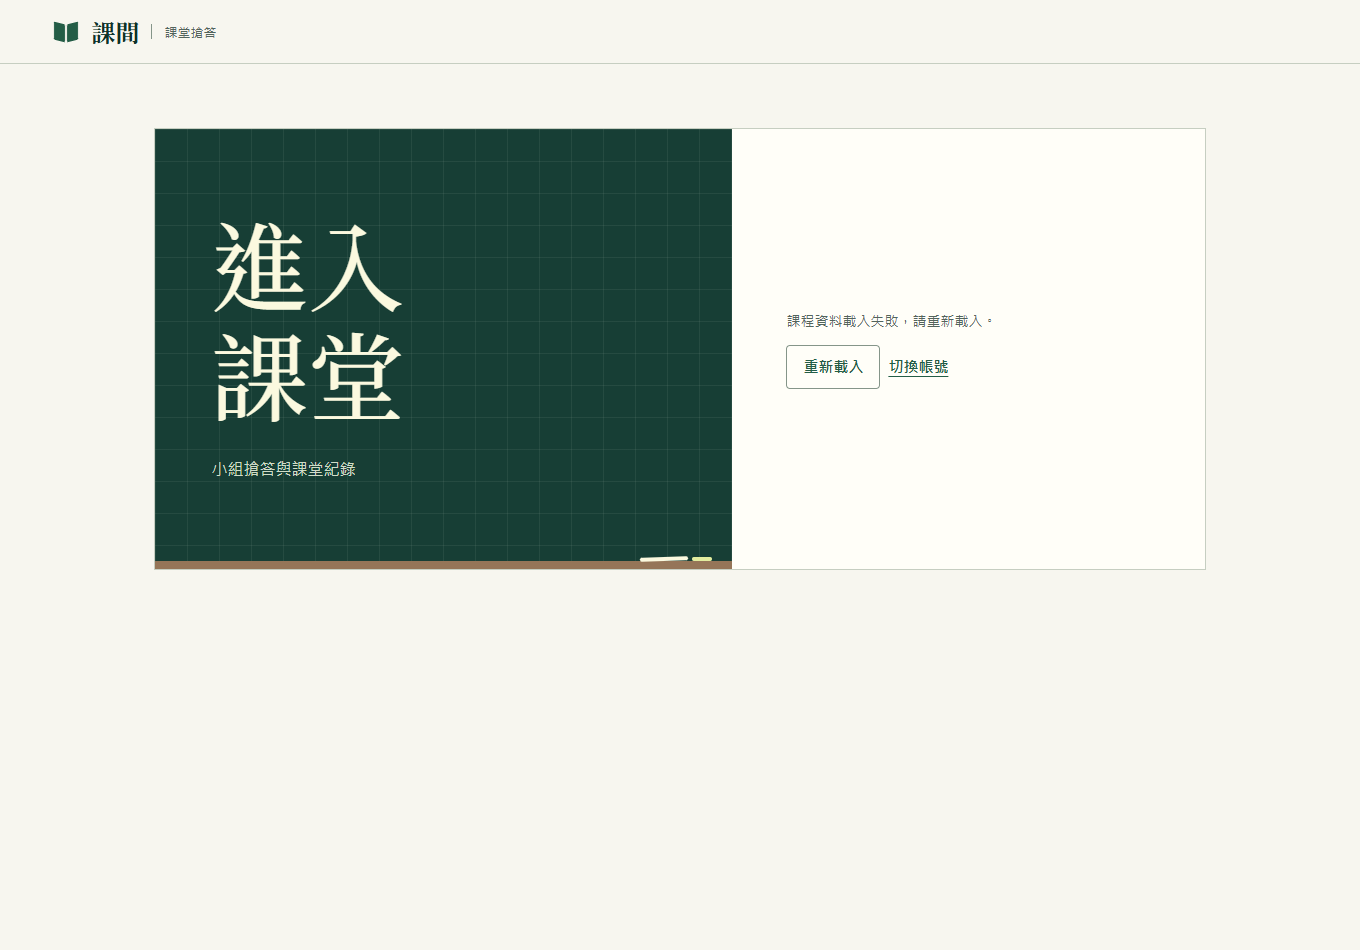 課間
課堂搶答
進入
課堂
小組搶答與課堂紀錄
課程資料載入失敗，請重新載入。
重新載入
切換帳號